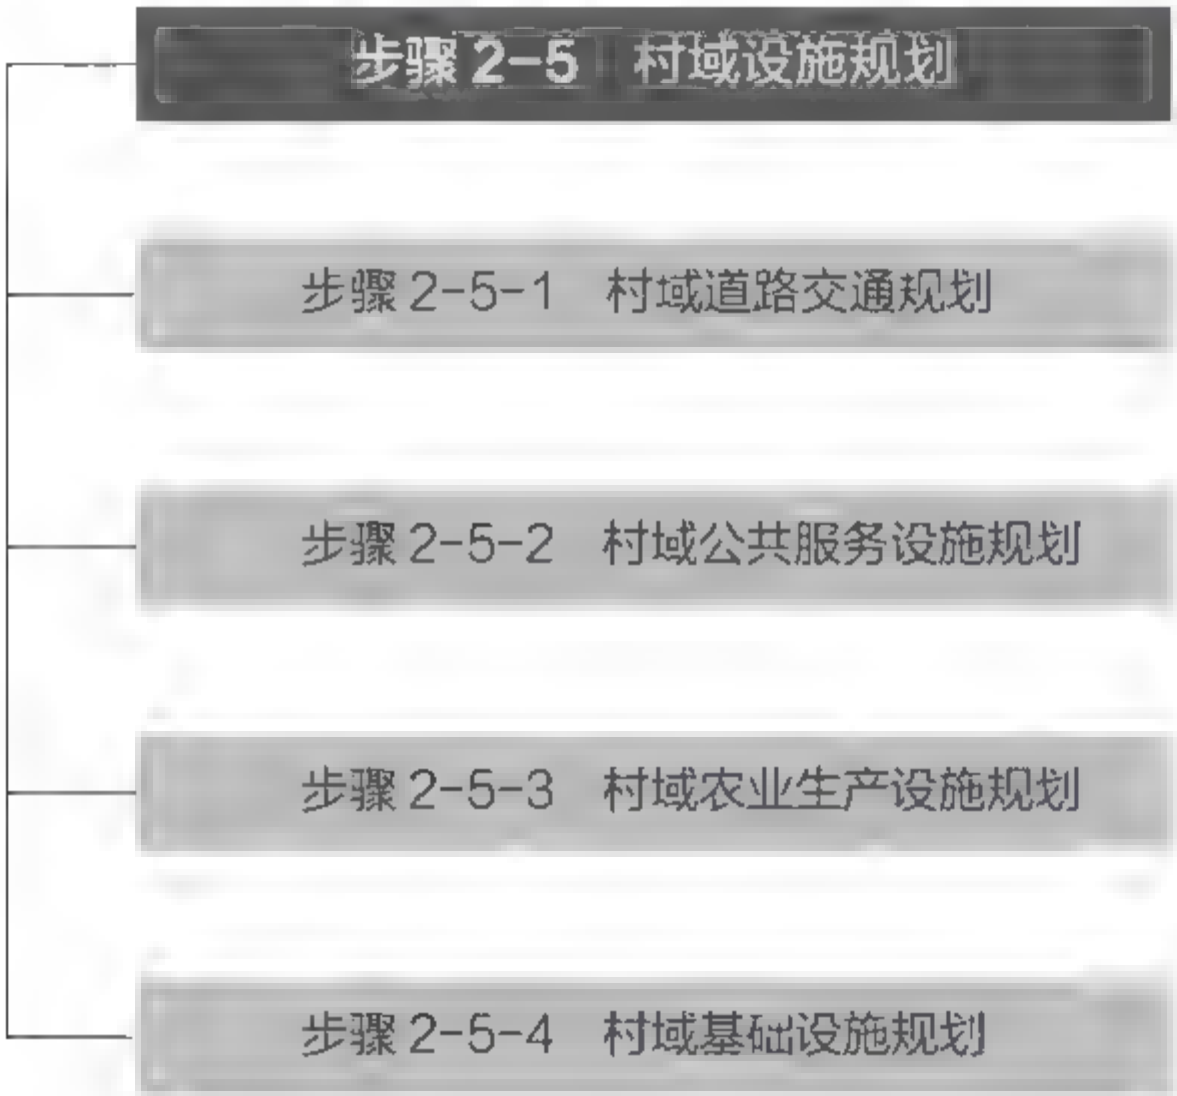 步骤 2-5 村域设施规划
步骤 2-5-1 村域道路交通规划
步骤 2-5-2 村域公共服务设施规划
步骤 2-5-3 村域农业生产设施规划
步骤 2-5-4 村域基础设施规划